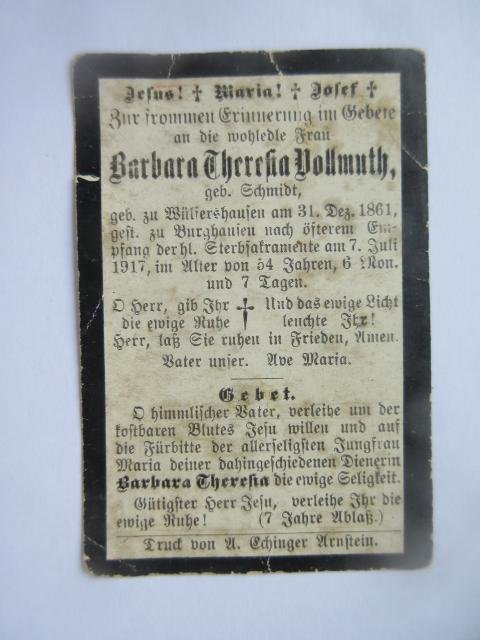 Jesus! ✝ Maria! ✝ Josef ✝
Zur frommen Erinnerung im Gebete
an die wohledle Frau
Barbara Theresia Vollmuth,
geb. Schmidt,
geb. zu Wülfershausen am 31. Dez. 1861,
gest. zu Burghausen nach öfterem Em-
pfang der hl. Sterbsakramente am 7. Juli
1917, im Alter von 54 Jahren, 6 Mon.
und 7 Tagen.
O Herr, gib Ihr
die ewige Ruhe
✝
Und das ewige Licht
leuchte Ihr!
Herr, laß Sie ruhen in Frieden, Amen.
Vater unser. Ave Maria.
Gebet.
O himmlischer Vater, verleihe um der
kostbaren Blutes Jesu willen und auf
die Fürbitte der allerseligsten Jungfrau
Maria deiner dahingeschiedenen Dienerin
Barbara Theresia die ewige Seligkeit.
Gütigster Herr Jesu, verleihe Ihr die
ewige Ruhe! (7 Jahre Ablaß.)
Druck von A. Echinger Arnstein.